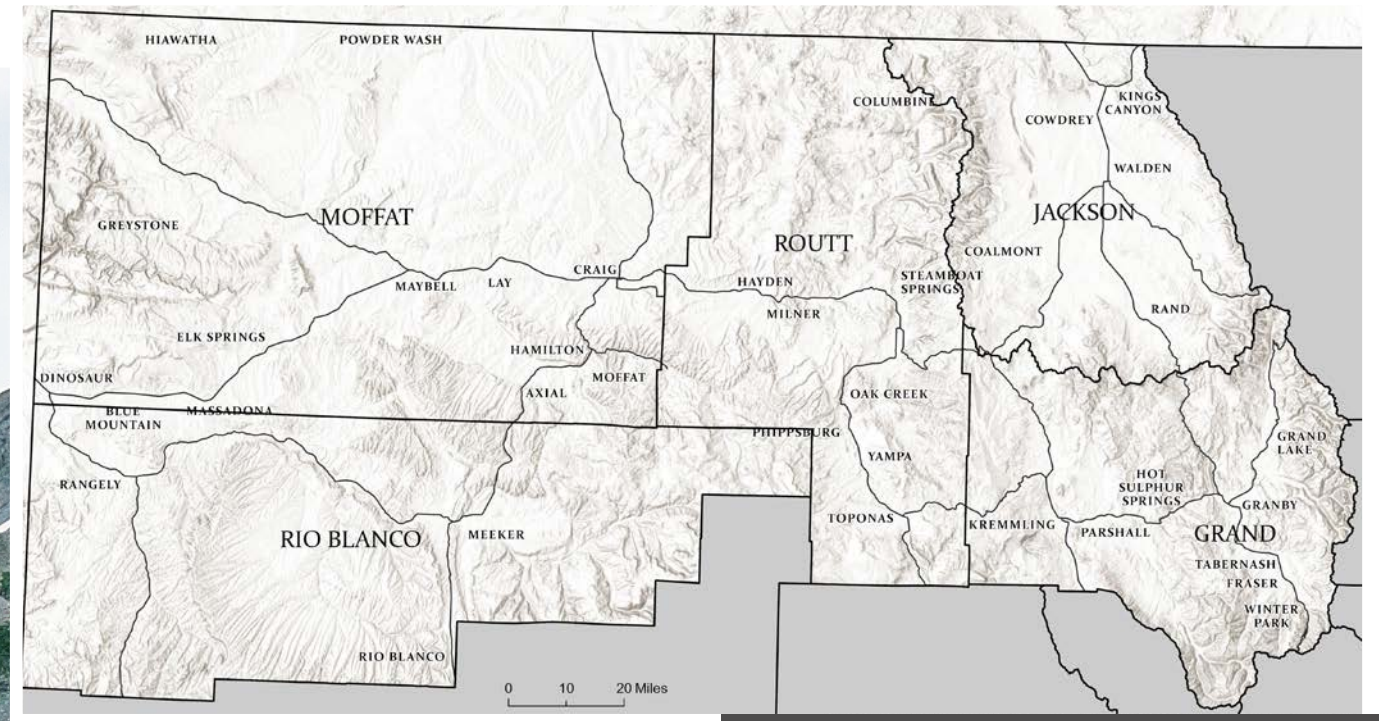 HIAWATHA
POWDER WASH
COLUMBINE
KINGS
CANYON
COWDREY
WALDEN
MOFFAT
JACKSON
GREYSTONE
ROUTT
COALMONT
CRAIG
STEAMBOAT
SPRINGS
MAYBELL
LAY
HAYDEN
MILNER
RAND
ELK SPRINGS
HAMILTON
DINOSAUR
MOFFAT
AXIAL
OAK CREEK
BLUE
MOUNTAIN
MASSADONA
PHIPPSBURG
GRAND
LAKE
YAMPA
RANGELY
HOT
SULPHUR
SPRINGS
GRANBY
TOPONAS
KREMMLING
PARSHALL
GRAND
RIO BLANCO
MEEKER
TABERNASH
FRASER
WINTER
PARK
RIO BLANCO
0 10 20 Miles